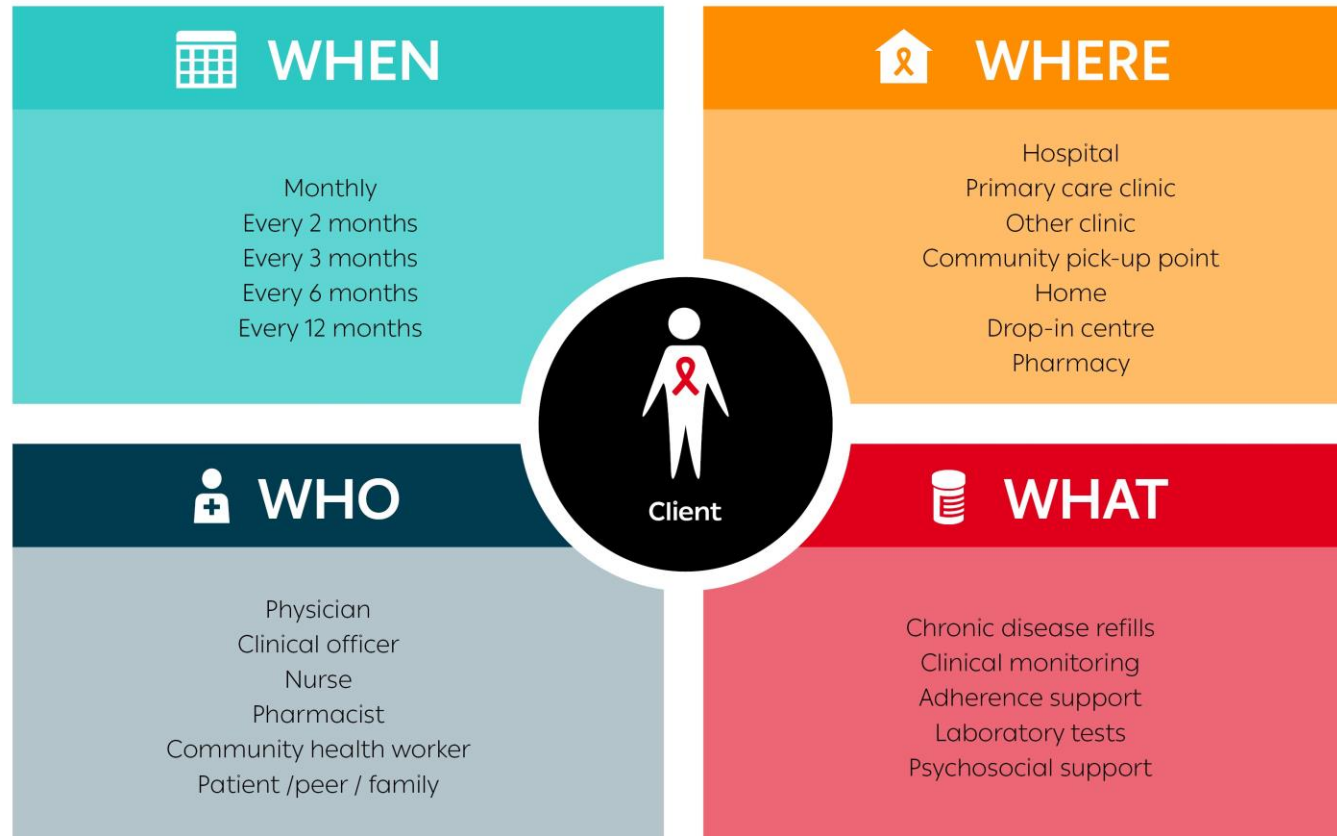 WHEN
Monthly
Every 2 months
Every 3 months
Every 6 months
Every 12 months
WHERE
Hospital
Primary care clinic
Other clinic
Community pick-up point
Home
Drop-in centre
Pharmacy
Client
WHO
Physician
Clinical officer
Nurse
Pharmacist
Community health worker
Patient /peer / family
WHAT
Chronic disease refills
Clinical monitoring
Adherence support
Laboratory tests
Psychosocial support